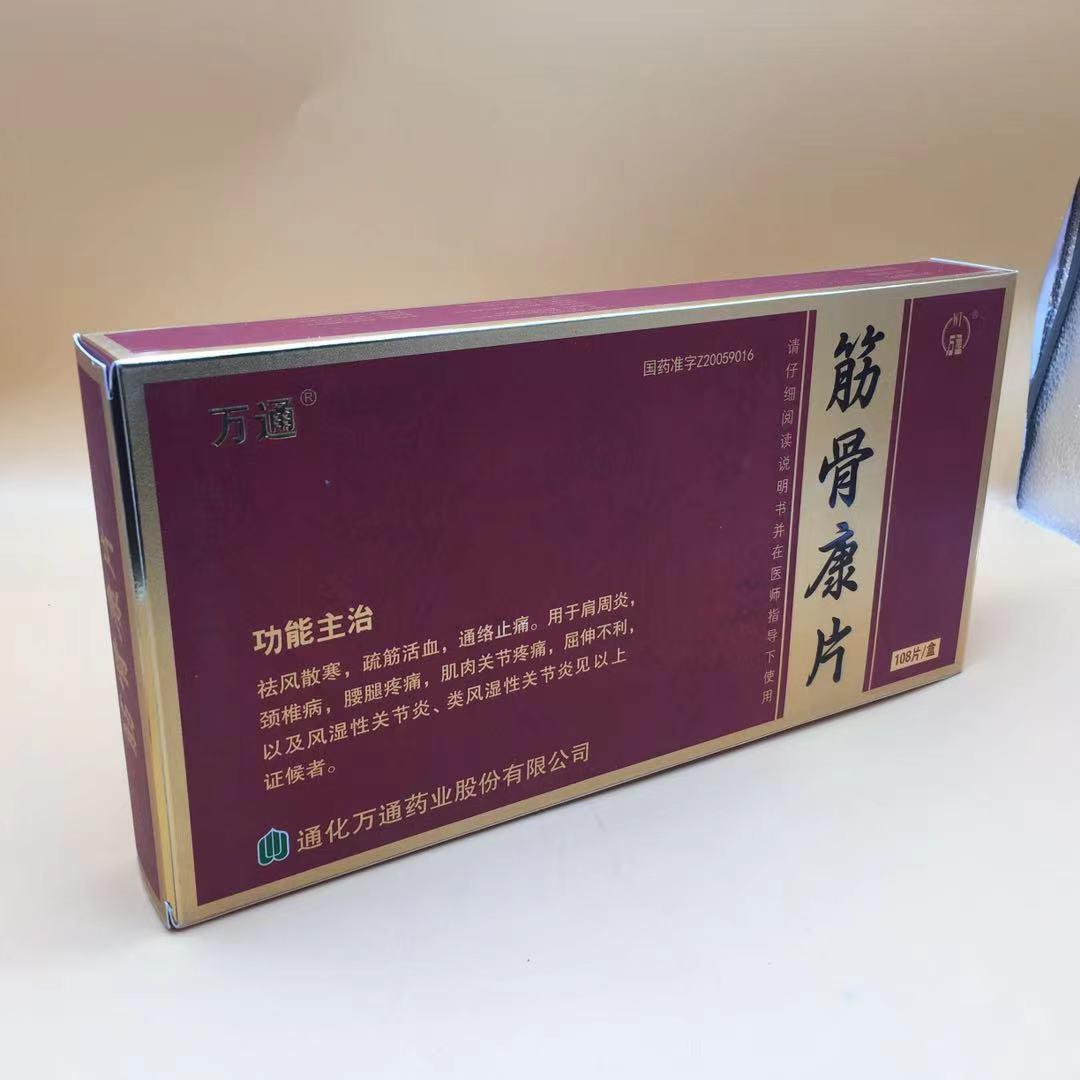 万通®
国药准字Z20059016
功能主治
祛风散寒，疏筋活血，通络止痛。用于肩周炎，
颈椎病，腰腿疼痛，肌肉关节疼痛，屈伸不利，
以及风湿性关节炎、类风湿性关节炎见以上
证候者。
通化万通药业股份有限公司
请仔细阅读说明书并在医师指导下使用
筋骨康片
WT
万通
108片/盒